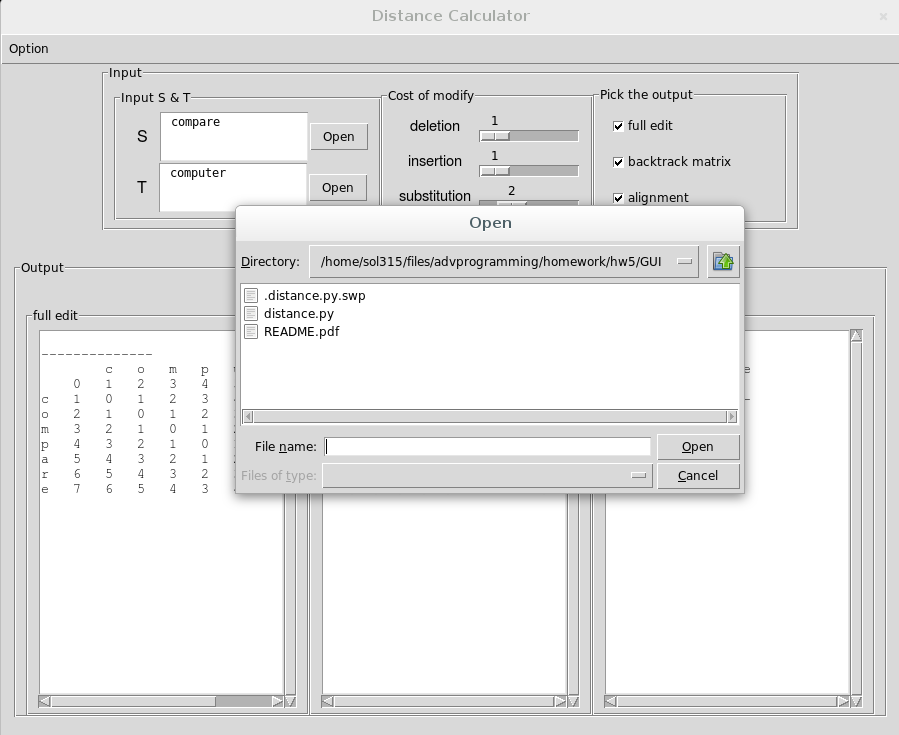 Distance Calculator
Option
Input
Input S & T
S
compare
Open
T
computer
Open
Cost of modify
deletion
1
insertion
1
substitution
2
Pick the output
full edit
backtrack matrix
alignment
Output
full edit
--------------
c o m p
0 1 2 3 4
c 1 0 1 2 3
o 2 1 0 1 2
m 3 2 1 0 1
p 4 3 2 1 0
a 5 4 3 2 1
r 6 5 4 3 2
e 7 6 5 4 3
e
Open
Directory:
/home/sol315/files/advprogramming/homework/hw5/GUI
.distance.py.swp
distance.py
README.pdf
File name:
Open
Files of type:
Cancel